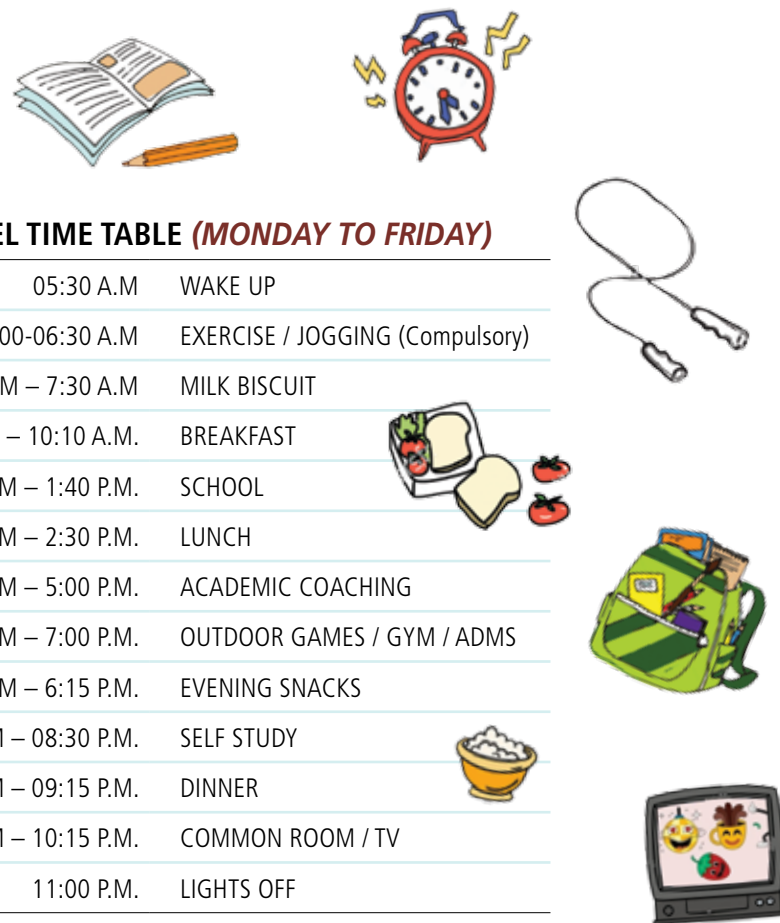 EL TIME TABLE (MONDAY TO FRIDAY)
05:30 A.M WAKE UP
00-06:30 A.M EXERCISE / JOGGING (Compulsory)
M – 7:30 A.M MILK BISCUIT
– 10:10 A.M. BREAKFAST
M – 1:40 P.M. SCHOOL
M – 2:30 P.M. LUNCH
M – 5:00 P.M. ACADEMIC COACHING
M – 7:00 P.M. OUTDOOR GAMES / GYM / ADMS
M – 6:15 P.M. EVENING SNACKS
M – 08:30 P.M. SELF STUDY
M – 09:15 P.M. DINNER
M – 10:15 P.M. COMMON ROOM / TV
11:00 P.M. LIGHTS OFF